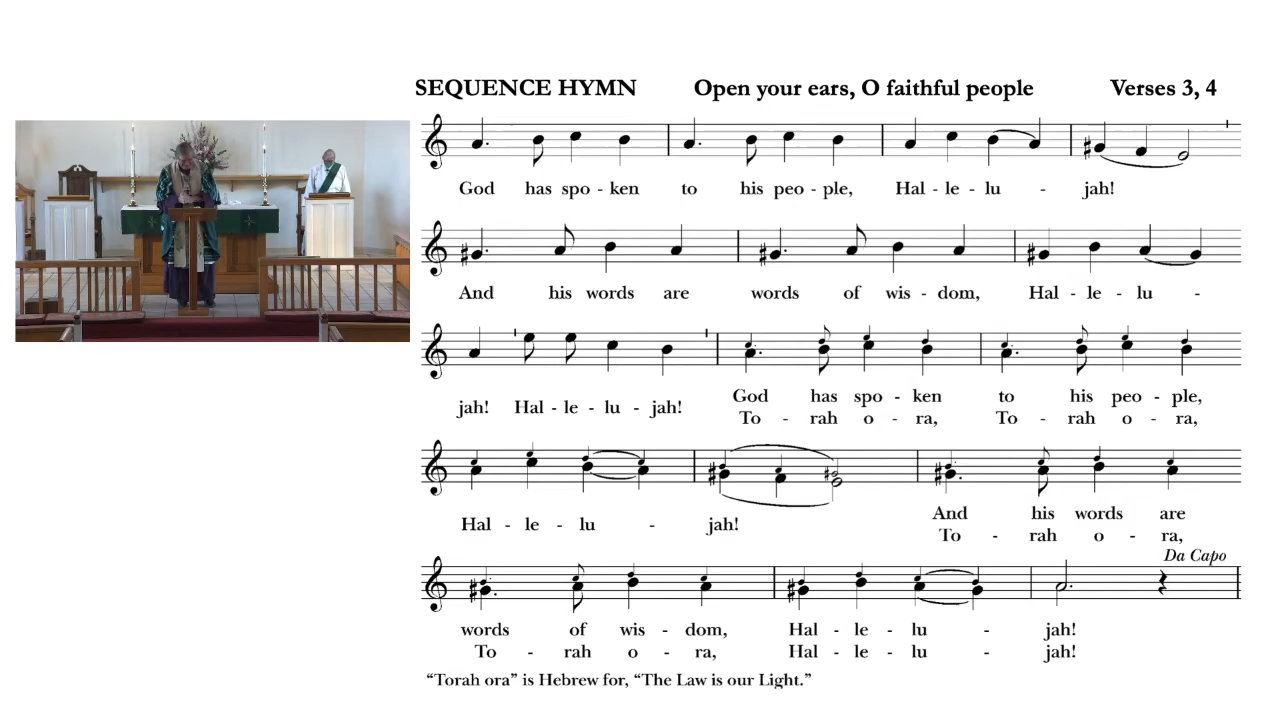 SEQUENCE HYMN Open your ears, O faithful people Verses 3, 4
God has spo - ken to his peo - ple, Hal - le - lu - jah!
And his words are words of wis - dom, Hal - le - lu -
jah! Hal - le - lu - jah! God has spo - ken to his peo - ple,
To - rah o - ra, To - rah o - ra,
Hal - le - lu - jah! And his words are
To - rah o - ra,
Da Capo
words of wis - dom, Hal - le - lu - jah!
To - rah o - ra, Hal - le - lu - jah!
“Torah ora” is Hebrew for, “The Law is our Light.”